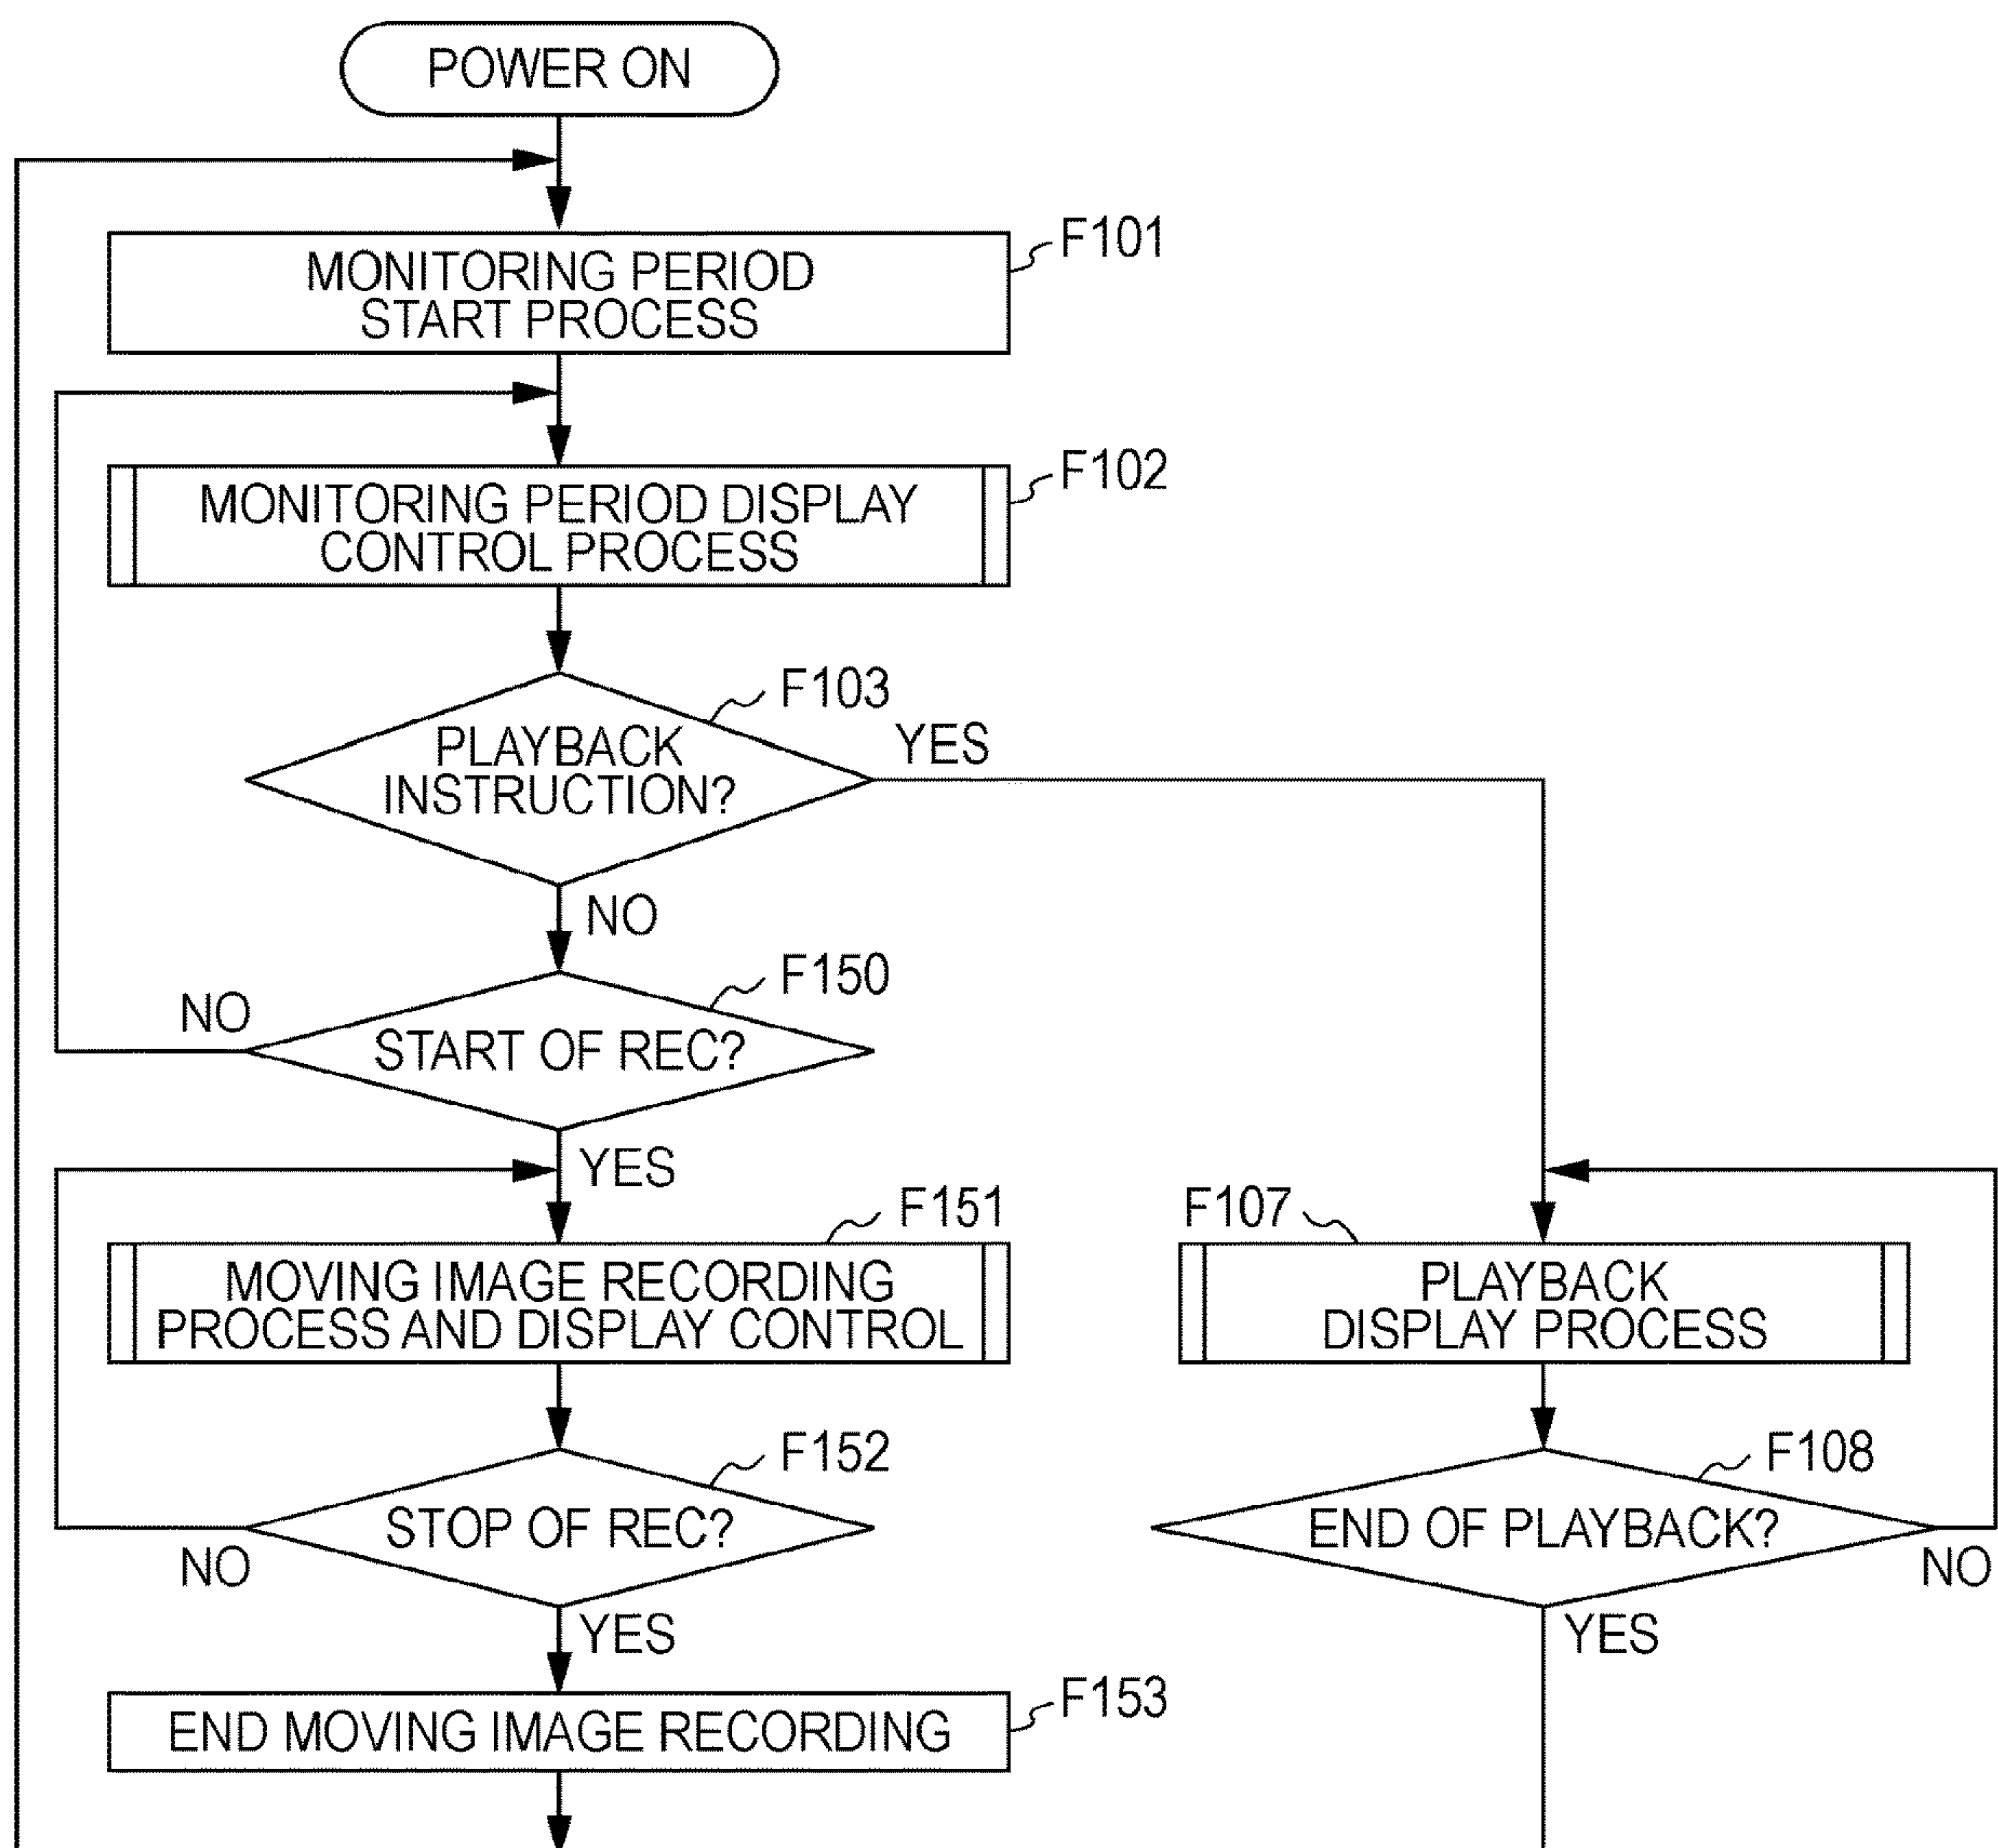 POWER ON
F101
MONITORING PERIOD
START PROCESS
F102
MONITORING PERIOD DISPLAY
CONTROL PROCESS
F103
YES
PLAYBACK
INSTRUCTION?
NO
F150
NO
START OF REC?
YES
F151
F107
MOVING IMAGE RECORDING
PROCESS AND DISPLAY CONTROL
PLAYBACK
DISPLAY PROCESS
F152
F108
STOP OF REC?
END OF PLAYBACK?
NO
NO
YES
YES
F153
END MOVING IMAGE RECORDING